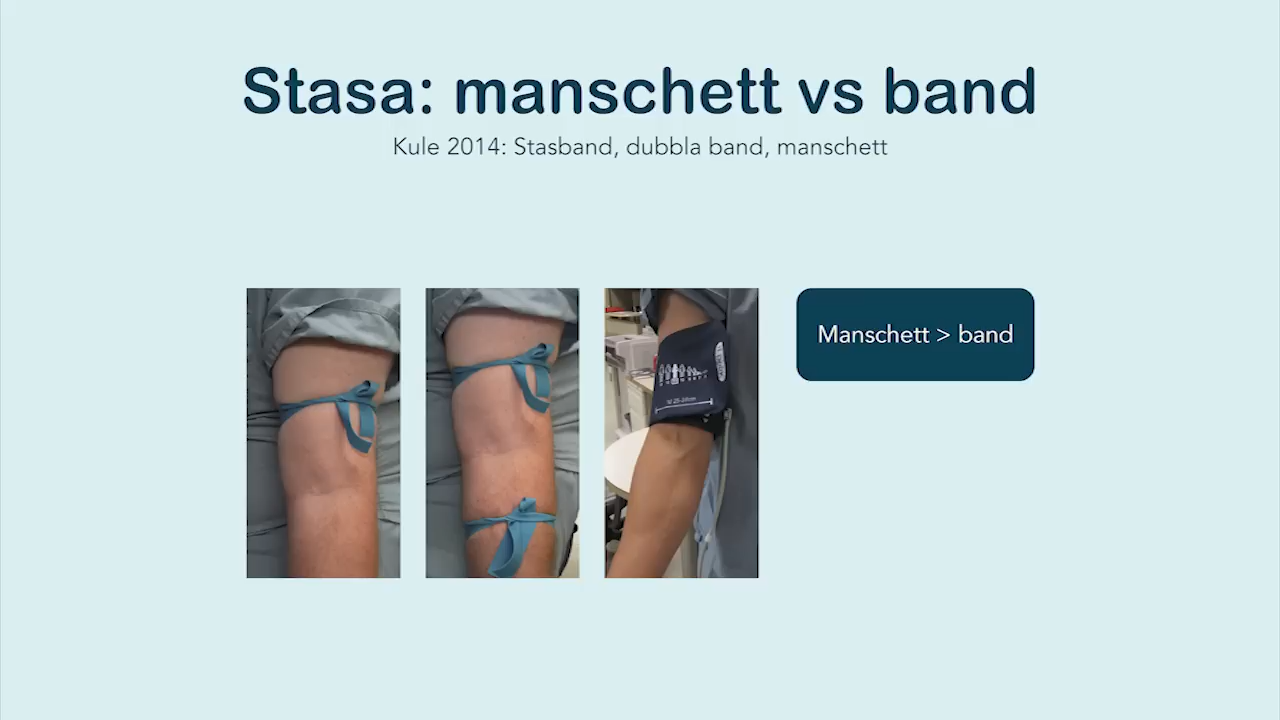 Stasa: manschett vs band
Kule 2014: Stasband, dubbla band, manschett
Manschett > band